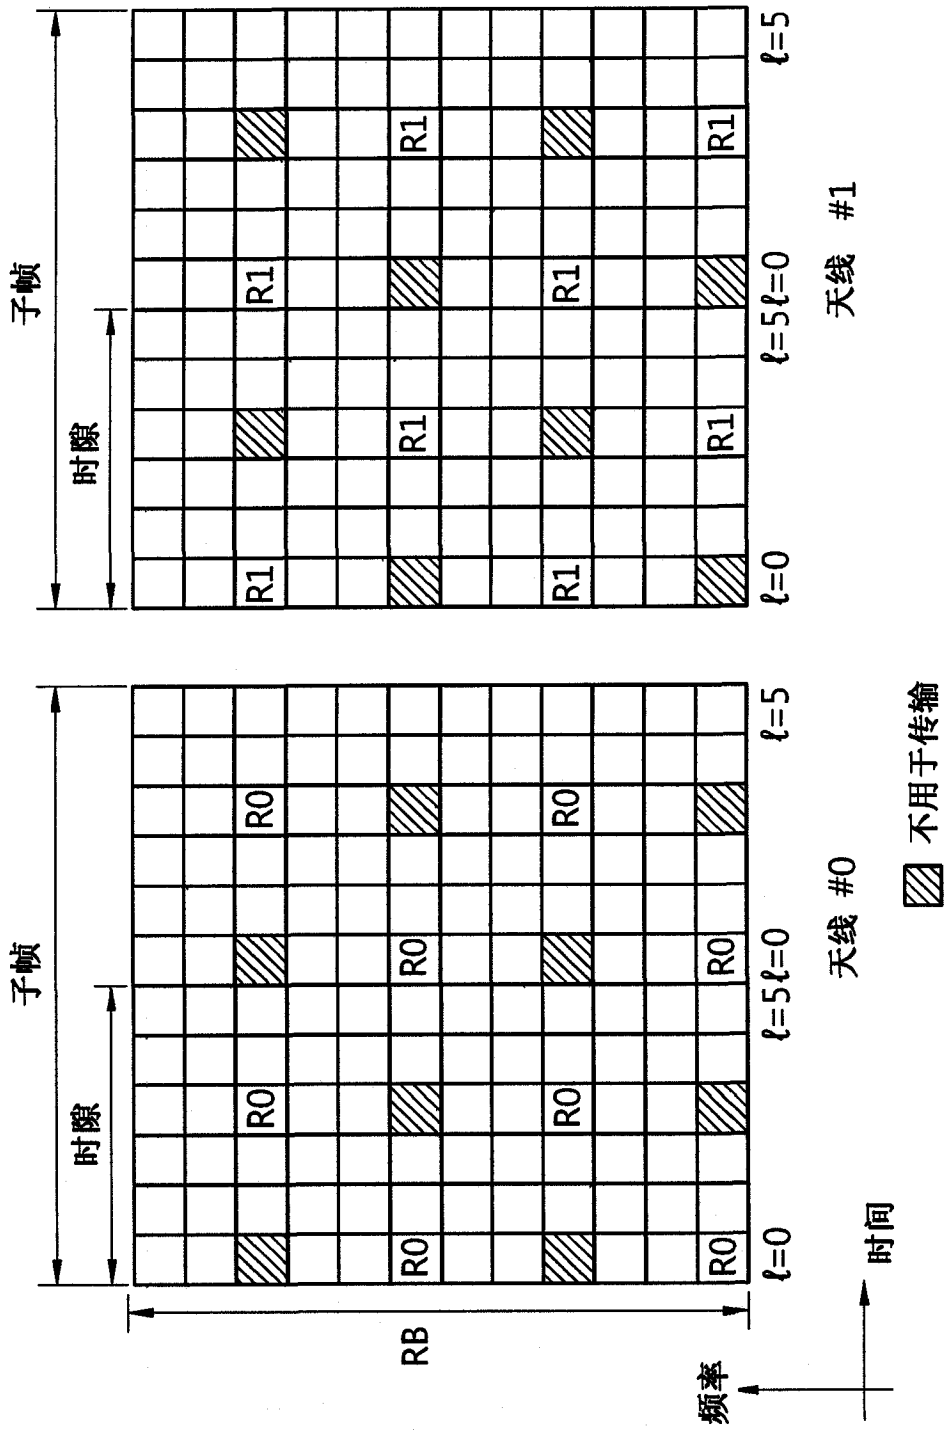 子帧 子帧
时隙 时隙
R0 R0 R1 R1
RB R0 R0 R1 R1
R0 R0 R1 R1
频率 R0 R0 R1 R1
ℓ=0 ℓ=5 ℓ=0 ℓ=5 ℓ=0 ℓ=5 ℓ=0 ℓ=5
天线 #0 天线 #1
时间
不用于传输